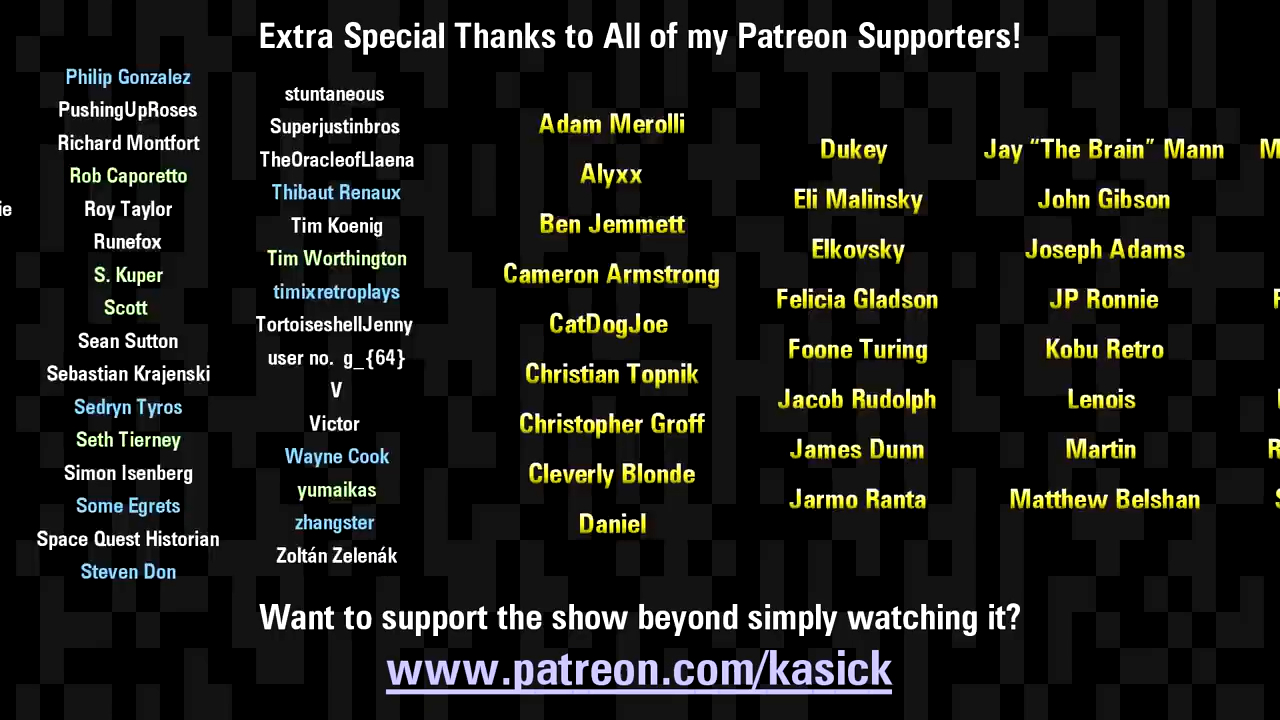 Extra Special Thanks to All of my Patreon Supporters!
ie
Philip Gonzalez
PushingUpRoses
Richard Montfort
Rob Caporetto
Roy Taylor
Runefox
S. Kuper
Scott
Sean Sutton
Sebastian Krajenski
Sedryn Tyros
Seth Tierney
Simon Isenberg
Some Egrets
Space Quest Historian
Steven Don
stuntaneous
Superjustinbros
TheOracleofLlaena
Thibaut Renaux
Tim Koenig
Tim Worthington
timixretroplays
TortoiseshellJenny
user no. g_{64}
V
Victor
Wayne Cook
yumaikas
zhangster
Zoltán Zelenák
Adam Merolli
Alyxx
Ben Jemmett
Cameron Armstrong
CatDogJoe
Christian Topnik
Christopher Groff
Cleverly Blonde
Daniel
Dukey
Eli Malinsky
Elkovsky
Felicia Gladson
Foone Turing
Jacob Rudolph
James Dunn
Jarmo Ranta
Jay “The Brain” Mann
John Gibson
Joseph Adams
JP Ronnie
Kobu Retro
Lenois
Martin
Matthew Belshan
Want to support the show beyond simply watching it?
www.patreon.com/kasick